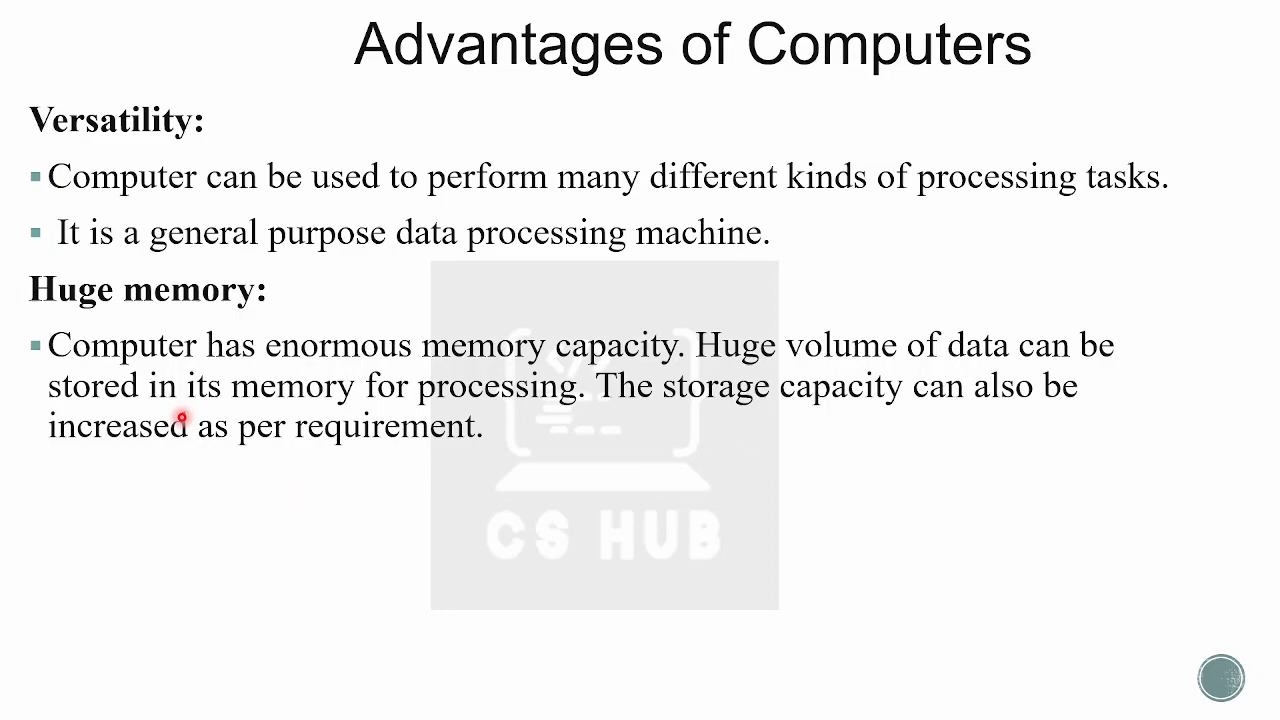 Advantages of Computers
Versatility:
▪ Computer can be used to perform many different kinds of processing tasks.
▪ It is a general purpose data processing machine.
Huge memory:
▪ Computer has enormous memory capacity. Huge volume of data can be
stored in its memory for processing. The storage capacity can also be
increased as per requirement.
CS HUB